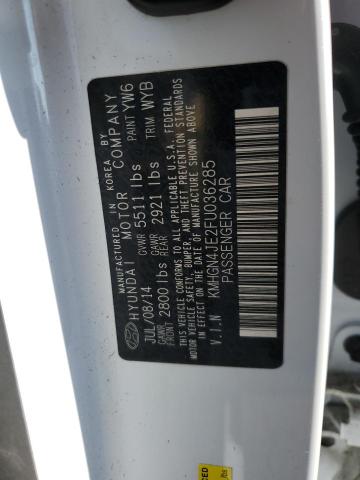 MANUFACTURED IN KOREA BY
HYUNDAI MOTOR COMPANY
JUL/08/14 GVWR 5511 lbs PAINT YW6
GAWR FRONT 2800 lbs GAWR REAR 2921 lbs TRIM WYB
THIS VEHICLE CONFORMS TO ALL APPLICABLE U.S.A. FEDERAL
MOTOR VEHICLE SAFETY, BUMPER, AND THEFT PREVENTION STANDARDS
IN EFFECT ON THE DATE OF MANUFACTURE SHOWN ABOVE
V.I.N KMHGN4JEZFU036285
PASSENGER CAR